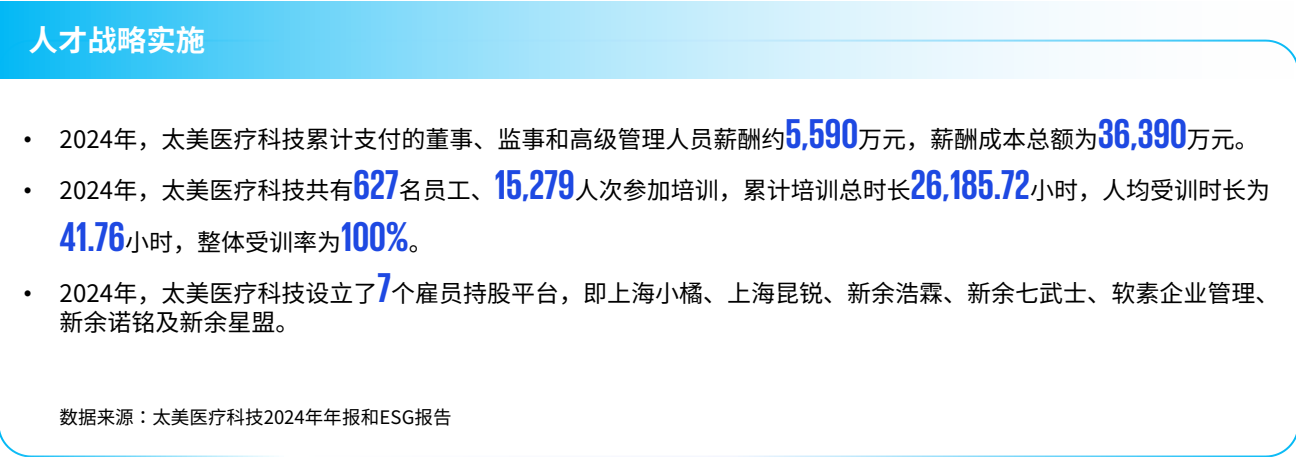 人才战略实施
• 2024年，太美医疗科技累计支付的董事、监事和高级管理人员薪酬约5,590万元，薪酬成本总额为36,390万元。
• 2024年，太美医疗科技共有627名员工、15,279人次参加培训，累计培训总时长26,185.72小时，人均受训时长为
41.76小时，整体受训率为100%。
• 2024年，太美医疗科技设立了7个雇员持股平台，即上海小橘、上海昆锐、新余浩霖、新余七武士、软素企业管理、
新余诺铭及新余星盟。
数据来源：太美医疗科技2024年年报和ESG报告